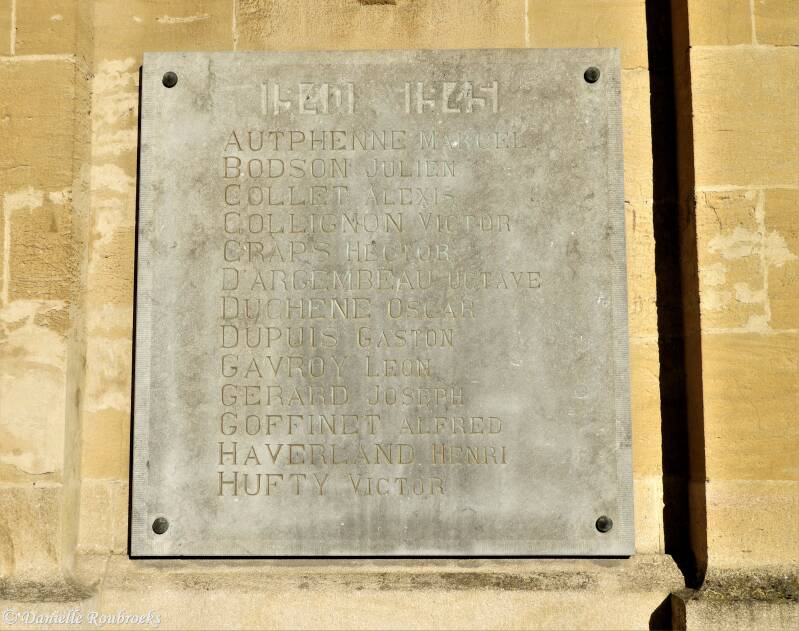 1940 1945
AUTPHENNE MARCEL
BODSON JULIEN
COLLET ALEXIS
COLLIGNON VICTOR
CRAPS HECTOR
D'ARGEMBEAU OCTAVE
DUCHENE OSCAR
DUPUIS GASTON
GAVROY LEON
GERARD JOSEPH
GOFFINET ALFRED
HAVERLAND HENRI
HUFTY VICTOR
©Danielle Roubroeks